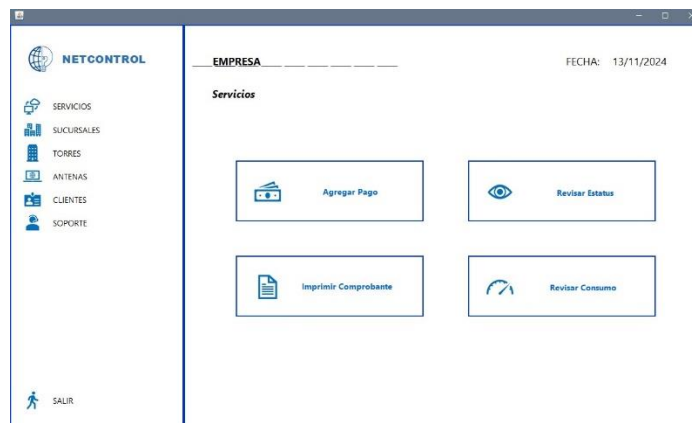 NETCONTROL
SERVICIOS
SUCURSALES
TORRES
ANTENAS
CLIENTES
SOPORTE
SALIR
EMPRESA
FECHA: 13/11/2024
Servicios
Agregar Pago
Revisar Estatus
Imprimir Comprobante
Revisar Consumo